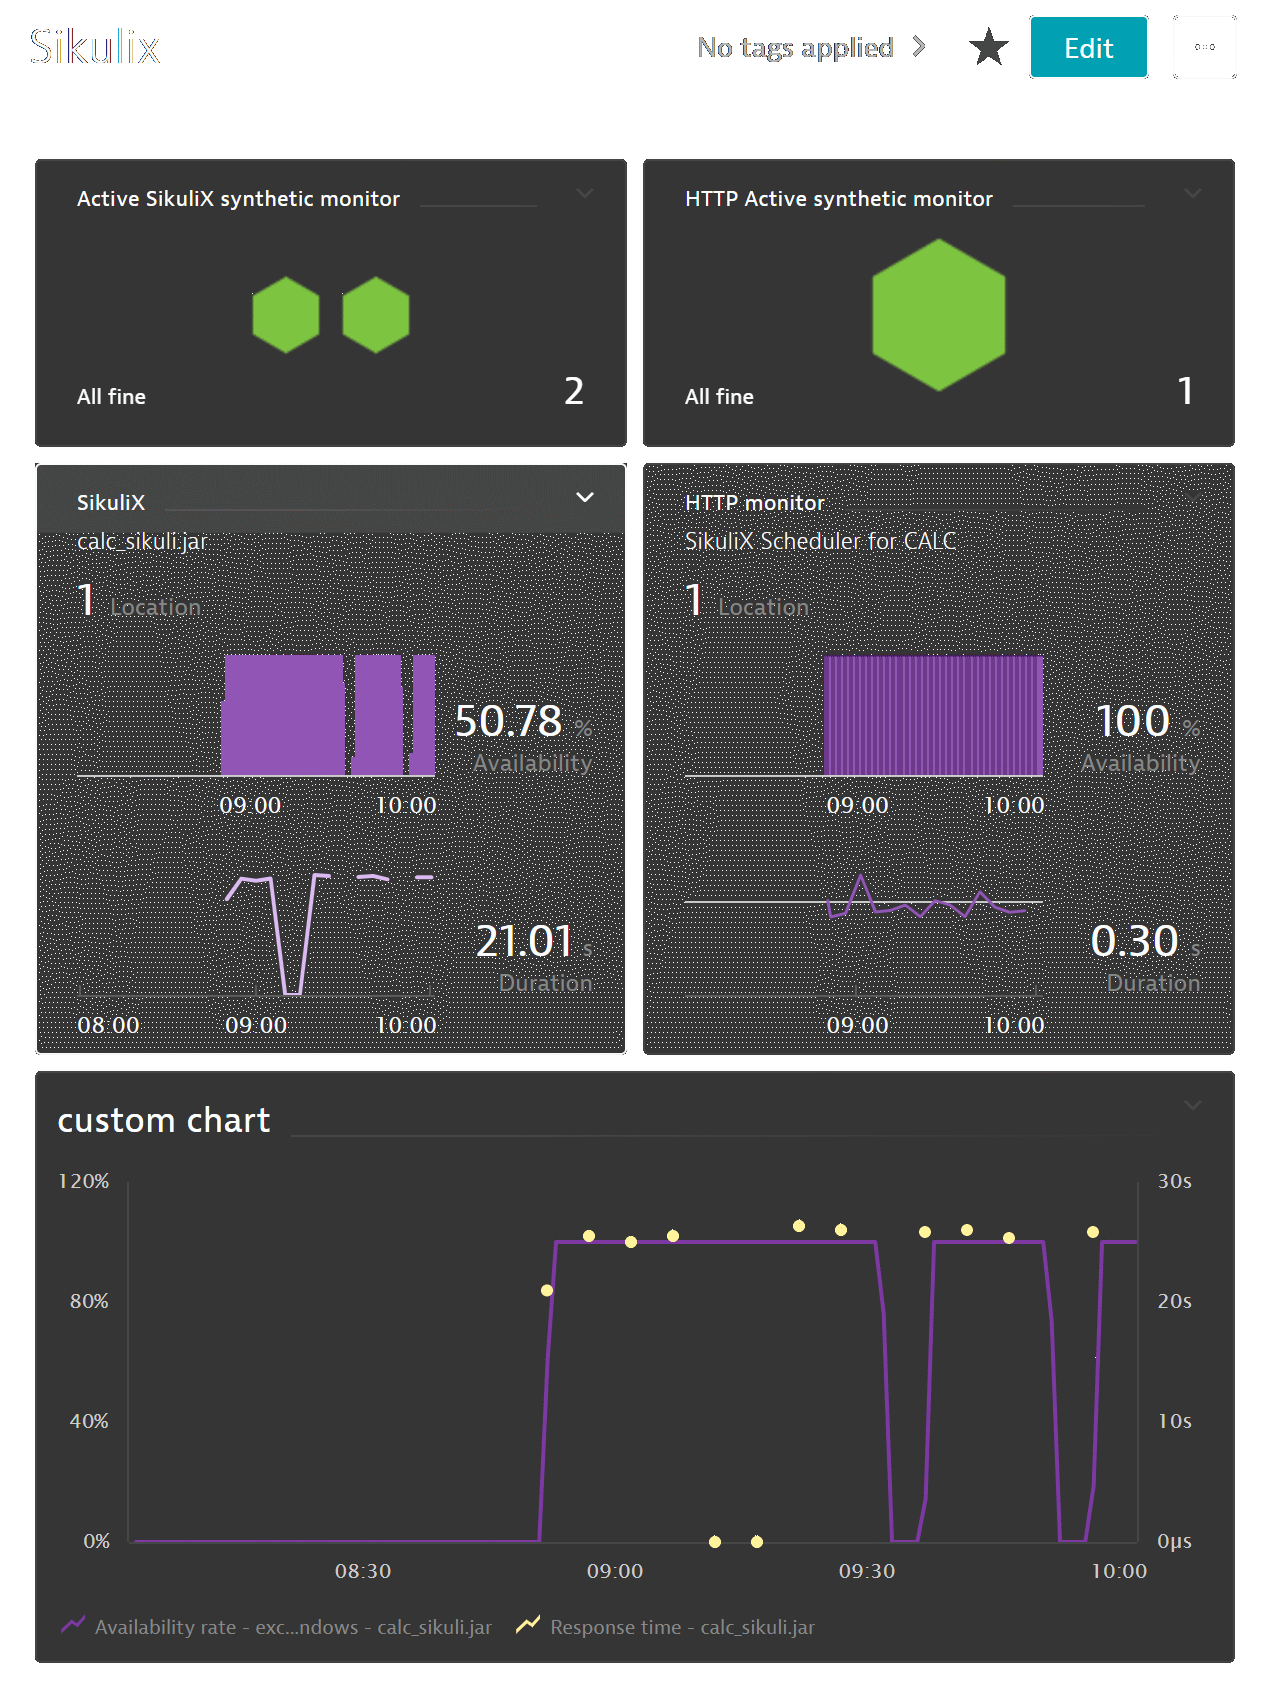 Sikulix
No tags applied
Edit
Active SikuliX synthetic monitor
All fine
2
HTTP Active synthetic monitor
All fine
1
SikuliX
calc_sikuli.jar
1 Location
50.78 %
Availability
09:00 10:00
21.01 s
Duration
08:00 09:00 10:00
HTTP monitor
SikuliX Scheduler for CALC
1 Location
100 %
Availability
09:00 10:00
0.30 s
Duration
09:00 10:00
custom chart
120% 30s
80% 20s
40% 10s
0% 0µs
08:30 09:00 09:30 10:00
Availability rate - exc...ndows - calc_sikuli.jar Response time - calc_sikuli.jar